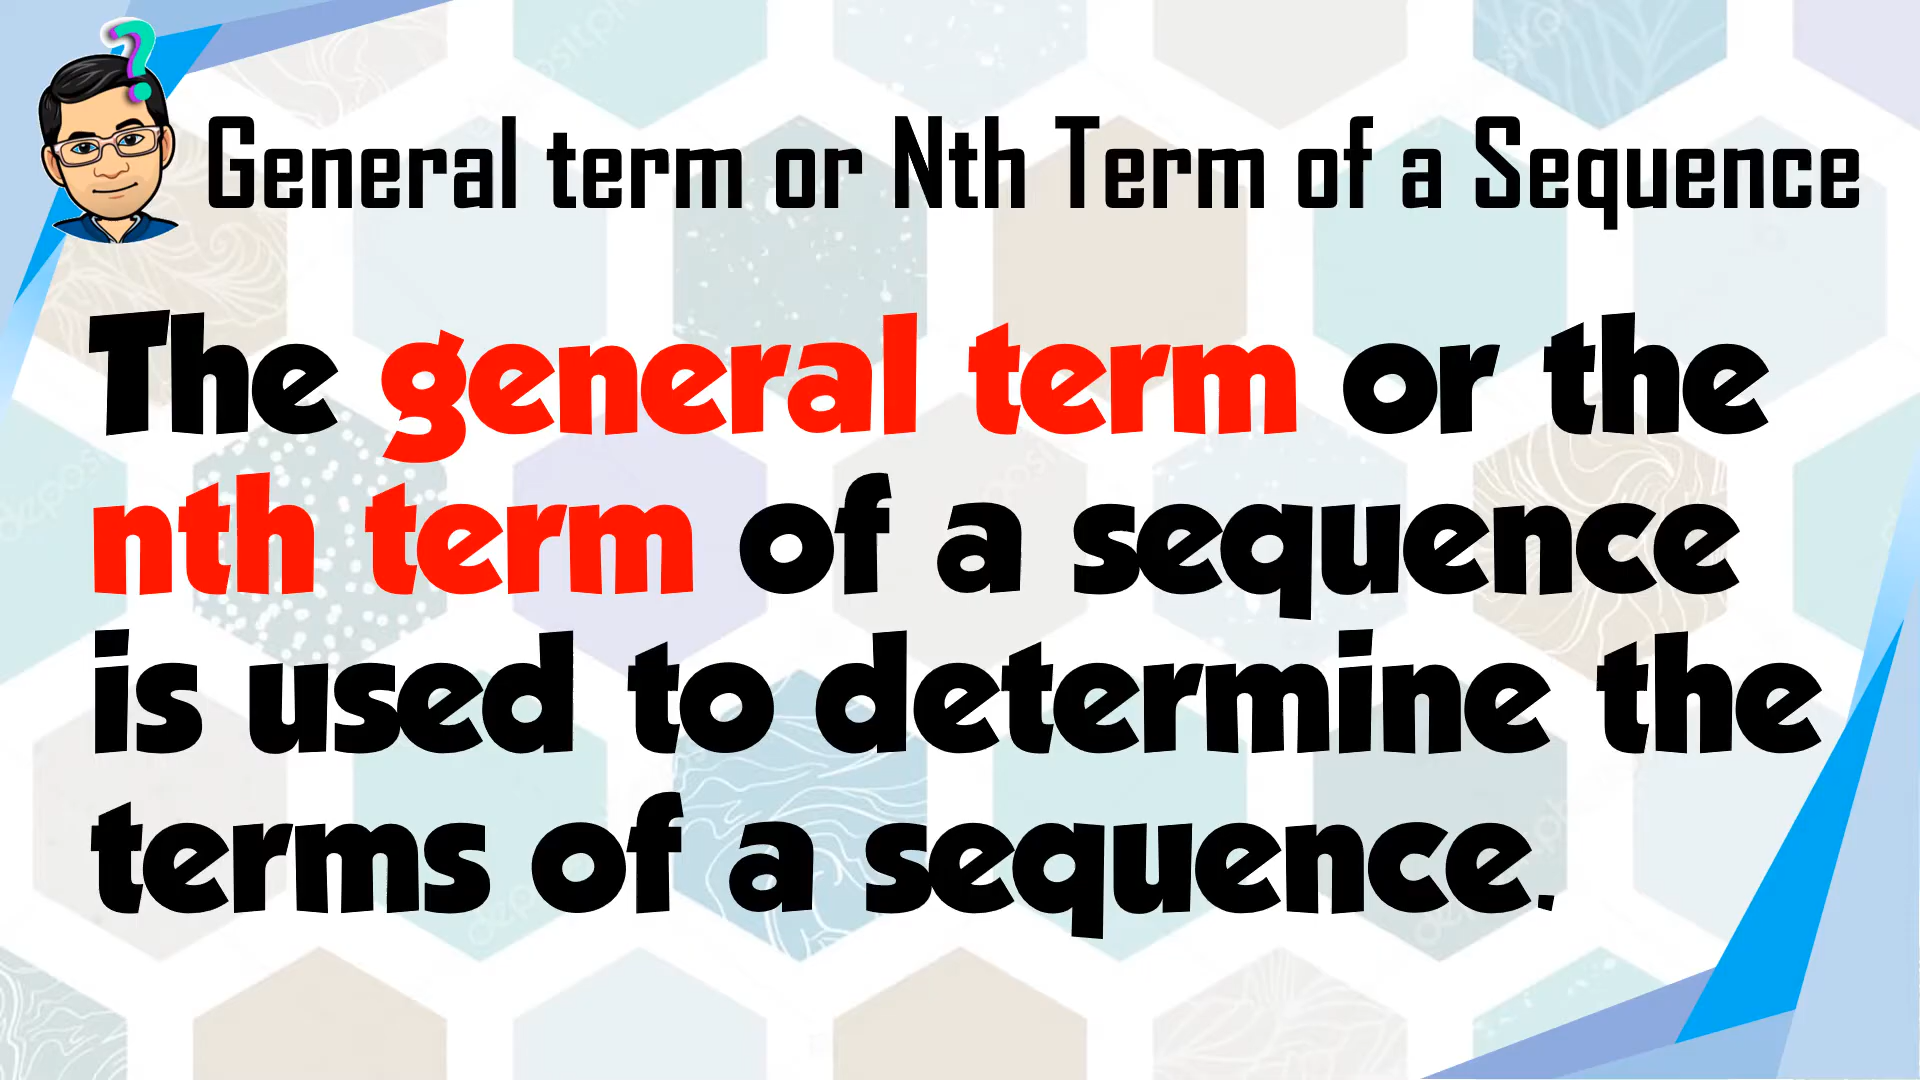 General term or Nth Term of a Sequence
The general term or the
nth term of a sequence
is used to determine the
terms of a sequence.